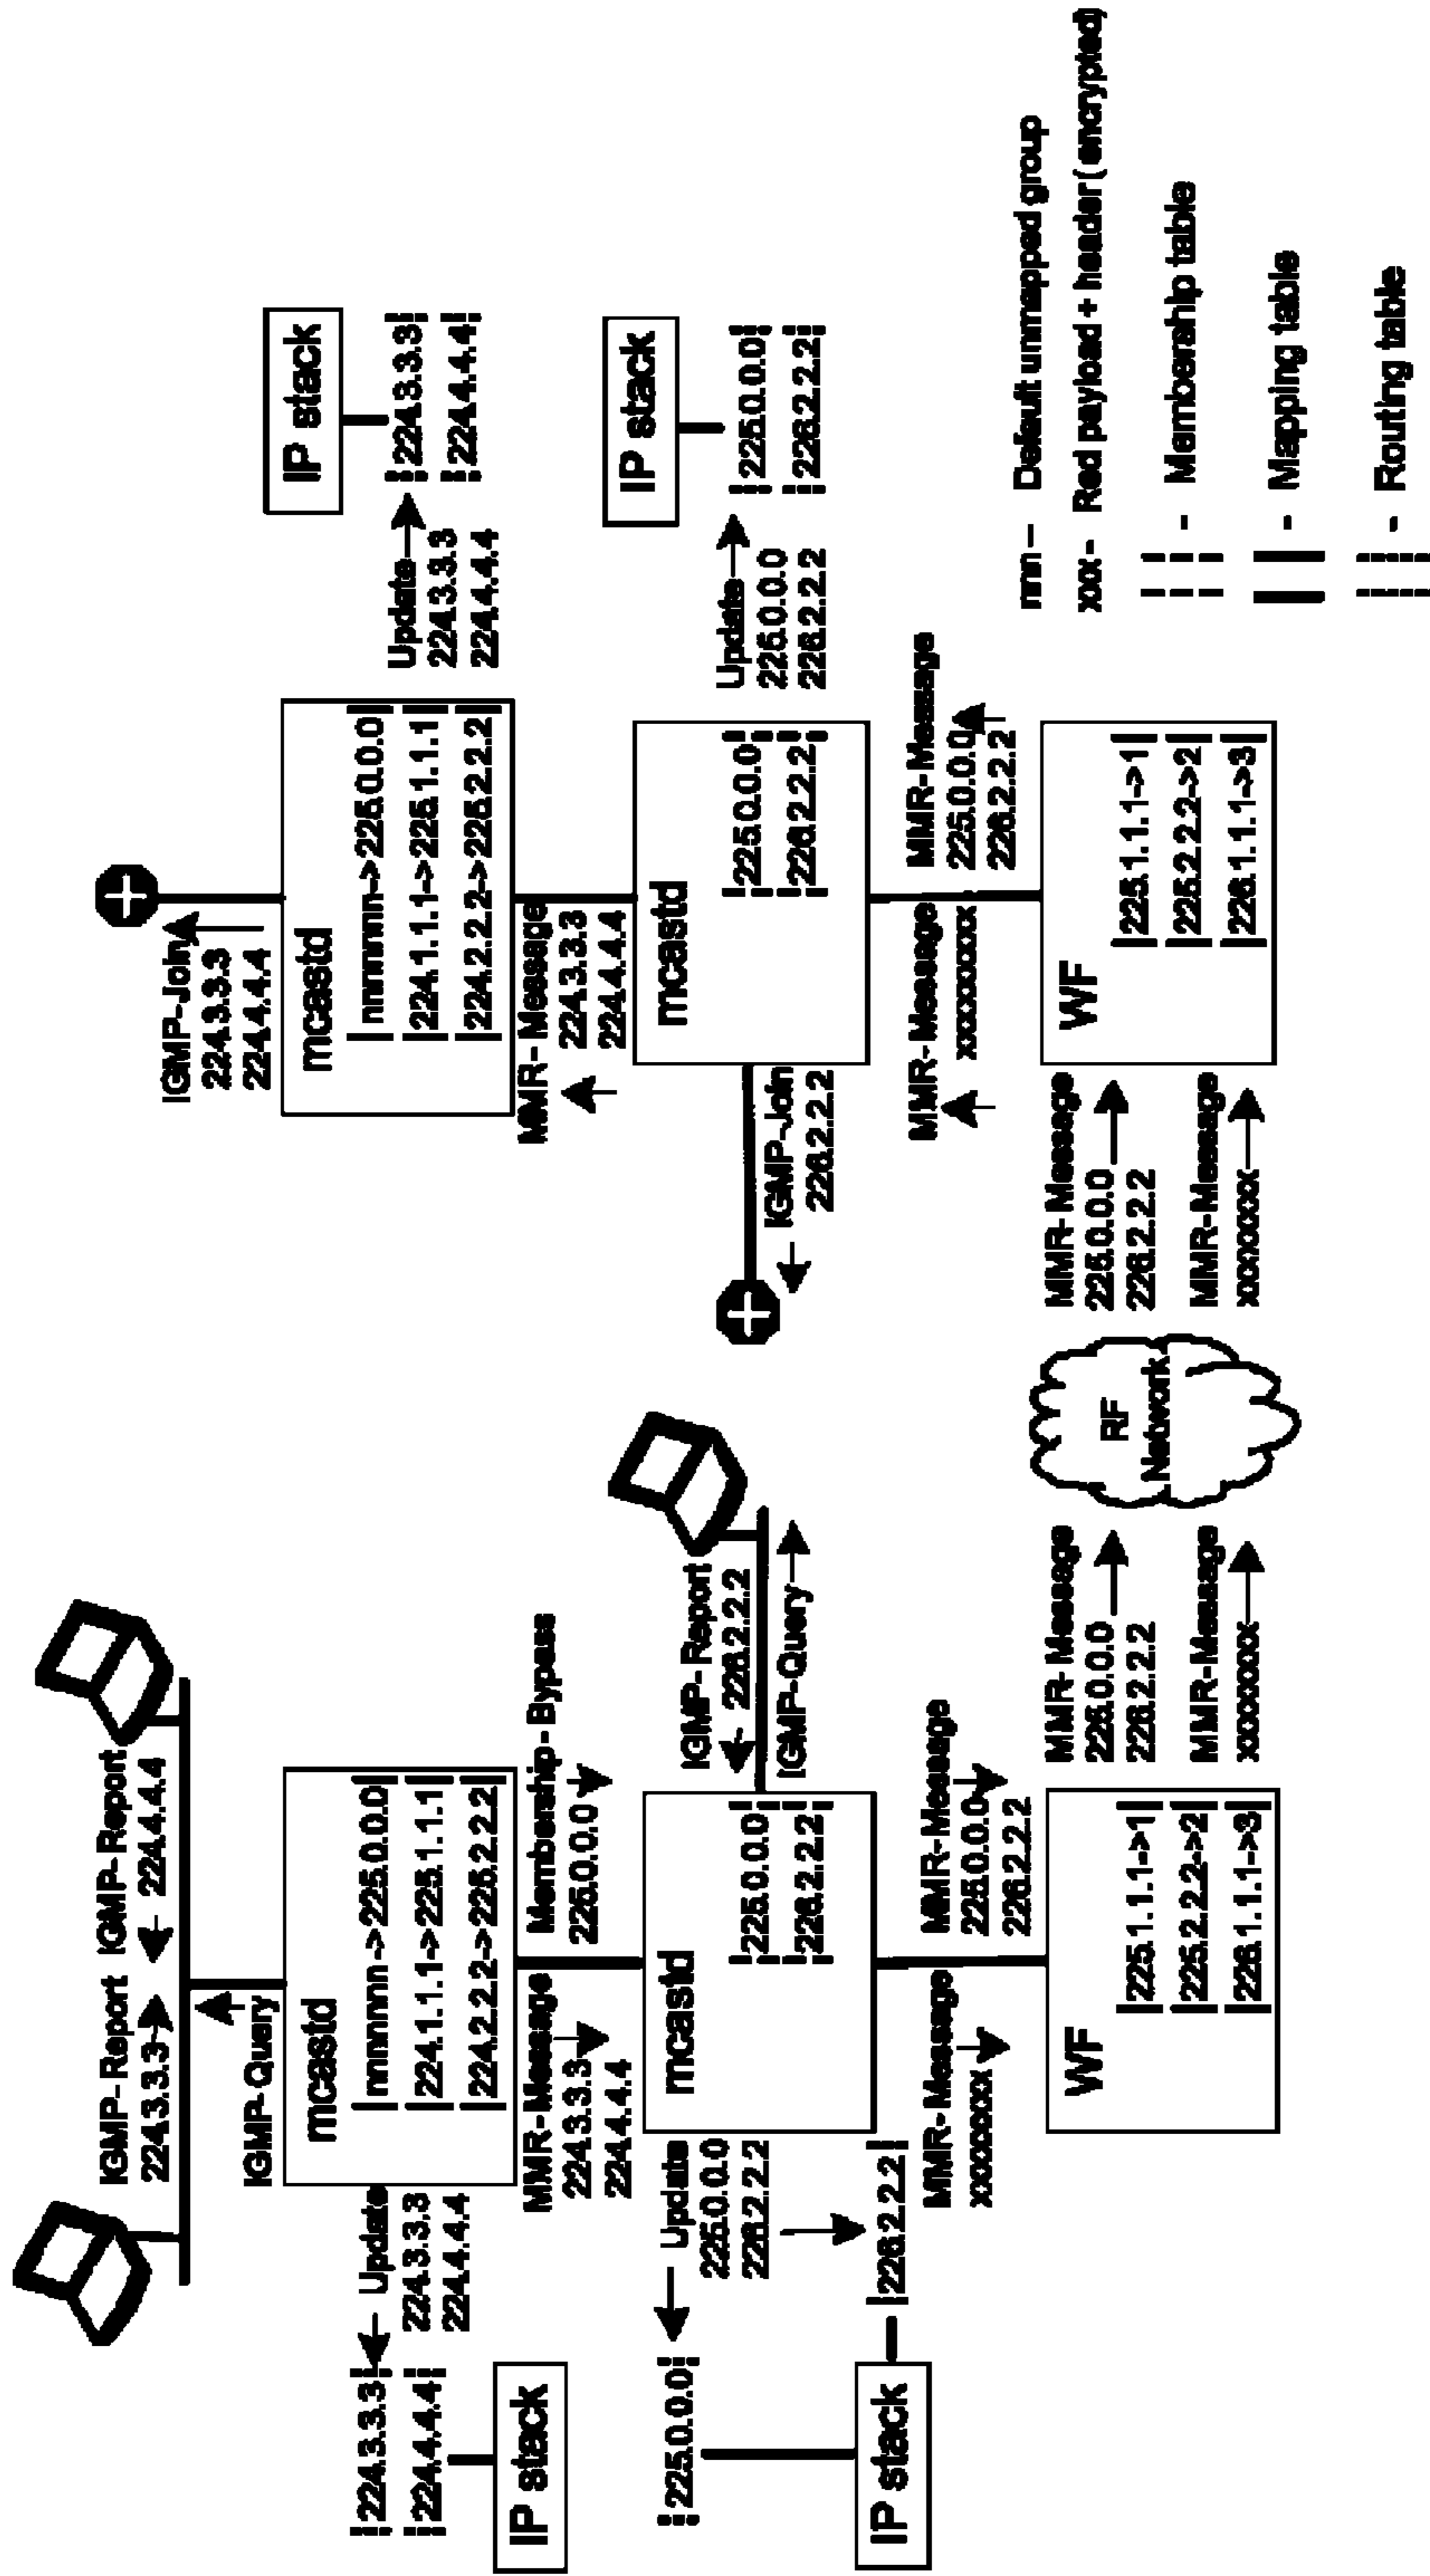 IGMP-Report
224.3.3.3
IGMP-Report
224.4.4.4
IGMP-Query
mcastd
|nnnnnn->225.0.0.0|
|224.1.1.1->225.1.1.1|
|224.2.2.2->225.2.2.2|
Update
224.3.3.3
224.4.4.4
224.3.3.3
224.4.4.4
IP stack
MMR-Message
224.3.3.3
224.4.4.4
Membership-Bypass
225.0.0.0
mcastd
225.0.0.0
226.2.2.2
Update
225.0.0.0
226.2.2.2
225.0.0.0
|226.2.2.2|
IP stack
IGMP-Report
226.2.2.2
IGMP-Query
MMR-Message
xxxxxxxx
MMR-Message
225.0.0.0
226.2.2.2
WF
|225.1.1.1->1|
|225.2.2.2->2|
|226.1.1.1->3|
MMR-Message
225.0.0.0
226.2.2.2
MMR-Message
xxxxxxxx
RF
Network
MMR-Message
225.0.0.0
226.2.2.2
MMR-Message
xxxxxxxx
IGMP-Join
224.3.3.3
224.4.4.4
mcastd
|nnnnnn->225.0.0.0|
|224.1.1.1->225.1.1.1|
|224.2.2.2->225.2.2.2|
Update
224.3.3.3
224.4.4.4
IP stack
224.3.3.3
224.4.4.4
MMR-Message
224.3.3.3
224.4.4.4
mcastd
225.0.0.0
226.2.2.2
IGMP-Join
226.2.2.2
Update
225.0.0.0
226.2.2.2
IP stack
225.0.0.0
226.2.2.2
MMR-Message
xxxxxxxx
MMR-Message
225.0.0.0
226.2.2.2
WF
|225.1.1.1->1|
|225.2.2.2->2|
|226.1.1.1->3|
nnn - Default unmapped group
xxx - Red payload + header (encrypted)
- Membership table
- Mapping table
- Routing table